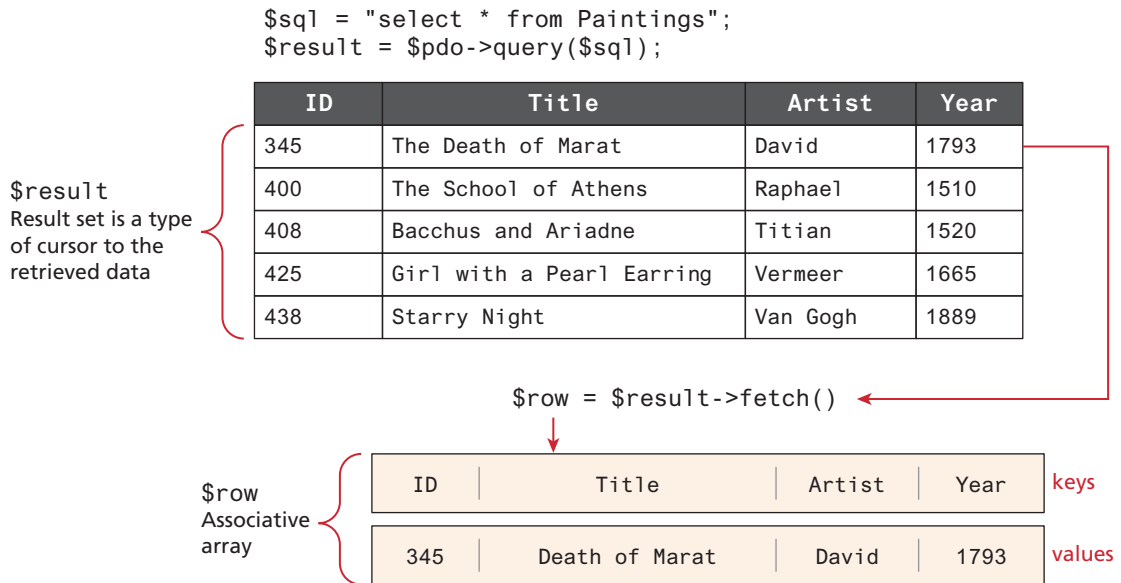 $sql = "select * from Paintings";
$result = $pdo->query($sql);
ID Title Artist Year
345 The Death of Marat David 1793
400 The School of Athens Raphael 1510
408 Bacchus and Ariadne Titian 1520
425 Girl with a Pearl Earring Vermeer 1665
438 Starry Night Van Gogh 1889
$result
Result set is a type
of cursor to the
retrieved data
$row = $result->fetch()
$row
Associative
array
ID Title Artist Year
keys
345 Death of Marat David 1793
values